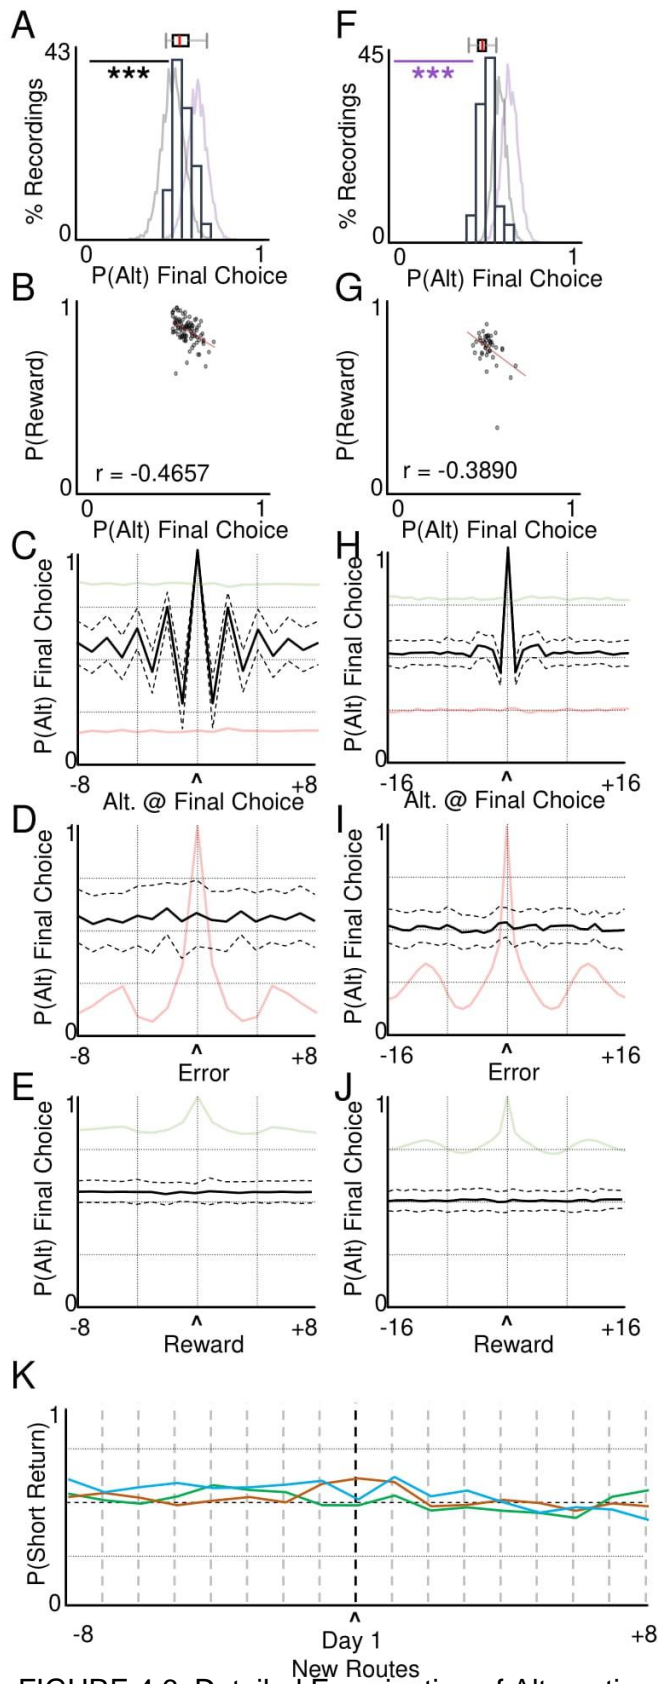 A
F
43
45
***
***
% Recordings
% Recordings
0
0
0
1
0
1
P(Alt) Final Choice
P(Alt) Final Choice
B
G
1
1
P(Reward)
P(Reward)
r = -0.4657
r = -0.3890
0
0
0
1
0
1
P(Alt) Final Choice
P(Alt) Final Choice
C
H
1
1
P(Alt) Final Choice
P(Alt) Final Choice
0
0
-8
^
+8
-16
^
+16
Alt. @ Final Choice
Alt. @ Final Choice
D
I
1
1
P(Alt) Final Choice
P(Alt) Final Choice
0
0
-8
^
+8
-16
^
+16
Error
Error
E
J
1
1
P(Alt) Final Choice
P(Alt) Final Choice
0
0
-8
^
+8
-16
^
+16
Reward
Reward
K
1
P(Short Return)
0
^
-8
Day 1
+8
New Routes